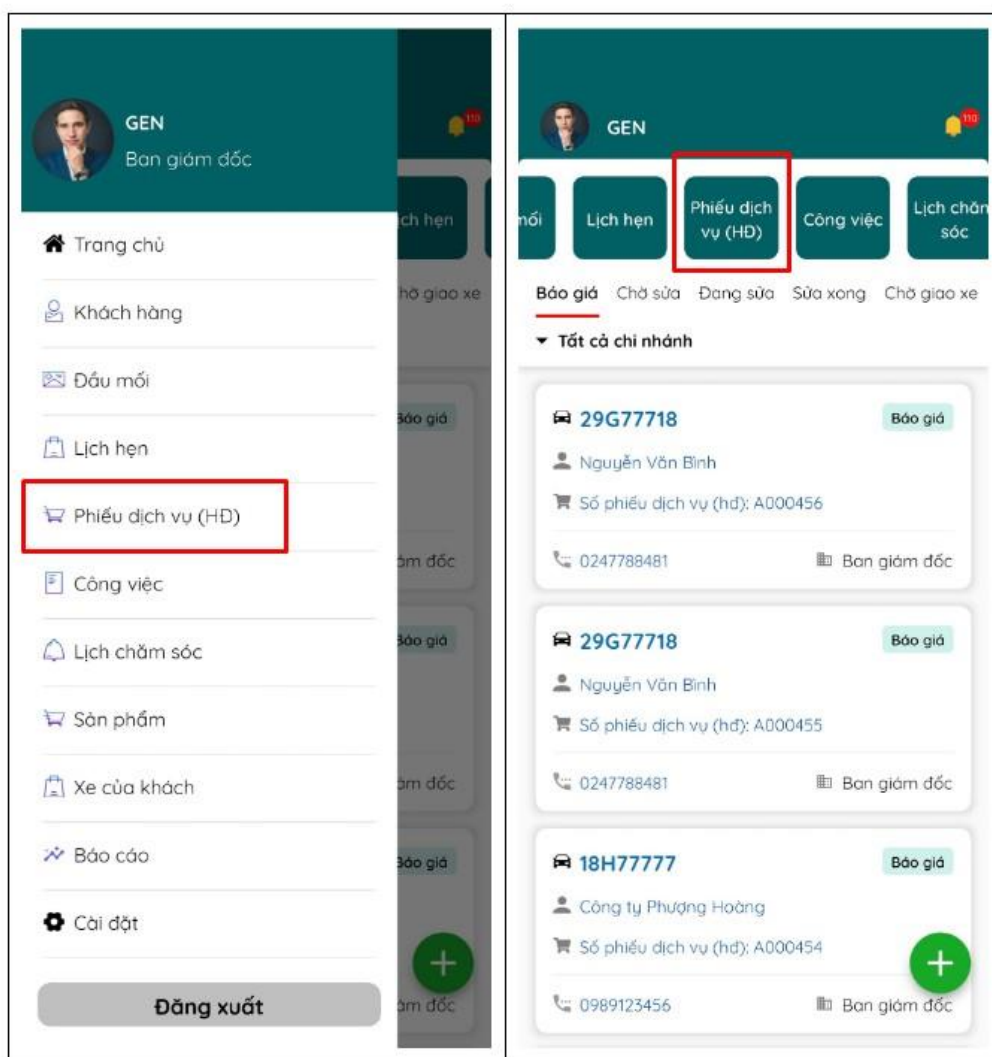 GEN
Ban giám đốc
Trang chủ
Khách hàng
Đầu mối
Lịch hẹn
Phiếu dịch vụ (HĐ)
Công việc
Lịch chăm sóc
Sản phẩm
Xe của khách
Báo cáo
Cài đặt
Đăng xuất
110
ch hẹn
hờ giao xe
Báo giá
ám đốc
Báo giá
ám đốc
Báo giá
ám đốc
GEN
110
mối
Lịch hẹn
Phiếu dịch
vụ (HĐ)
Công việc
Lịch chăm
sóc
Báo giá Chờ sửa Đang sửa Sửa xong Chờ giao xe
Tất cả chi nhánh
29G77718 Báo giá
Nguyễn Văn Bình
Số phiếu dịch vụ (hđ): A000456
0247788481 Ban giám đốc
29G77718 Báo giá
Nguyễn Văn Bình
Số phiếu dịch vụ (hđ): A000455
0247788481 Ban giám đốc
18H77777 Báo giá
Công ty Phượng Hoàng
Số phiếu dịch vụ (hđ): A000454
0989123456 Ban giám đốc